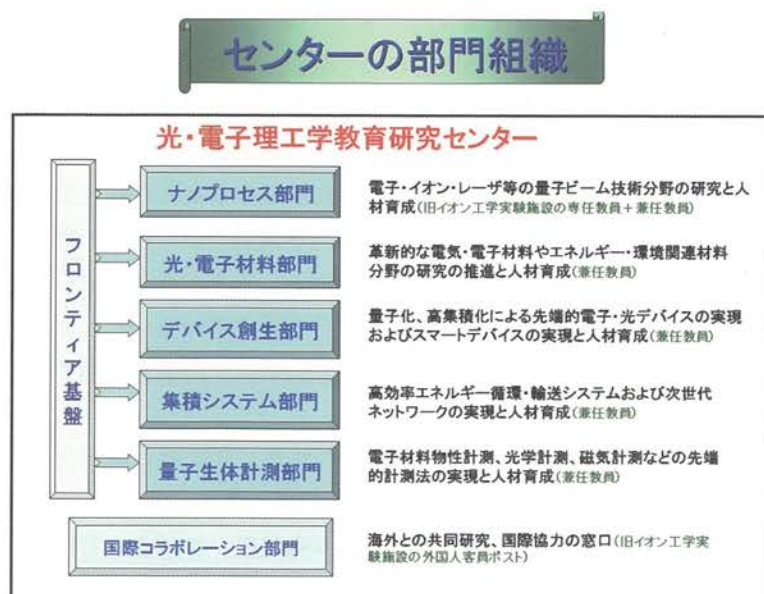 センターの部門組織
光・電子理工学教育研究センター
フロンティア基盤
ナノプロセス部門
電子・イオン・レーザ等の量子ビーム技術分野の研究と人
材育成(旧イオン工学実験施設の専任教員+兼任教員)
光・電子材料部門
革新的な電気・電子材料やエネルギー・環境関連材料
分野の研究の推進と人材育成(兼任教員)
デバイス創生部門
量子化、高集積化による先端的電子・光デバイスの実現
およびスマートデバイスの実現と人材育成(兼任教員)
集積システム部門
高効率エネルギー循環・輸送システムおよび次世代
ネットワークの実現と人材育成(兼任教員)
量子生体計測部門
電子材料物性計測、光学計測、磁気計測などの先端
的計測法の実現と人材育成(兼任教員)
国際コラボレーション部門
海外との共同研究、国際協力の窓口(旧イオン工学実
験施設の外国人客員ポスト)